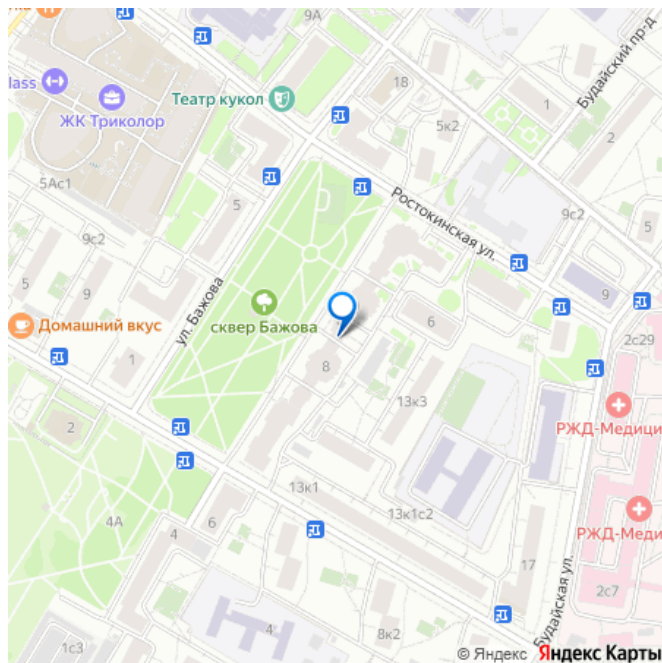 ка
9А
lass
ЖК Триколор
Театр кукол
18
5к2
1
Будайский пр-д
2
5Ас1
5
Ростокинская ул.
9с2
5
9с2
5
9
ул. Бажова
9
сквер Бажова
Домашний вкус
6
2с29
1
8
13к3
РЖД-Медици
2
13к1
13к1с2
РЖД-Меди
4А
4
6
17
Будайская ул.
2с7
4
8к2
1с3
© Яндекс Яндекс Карты